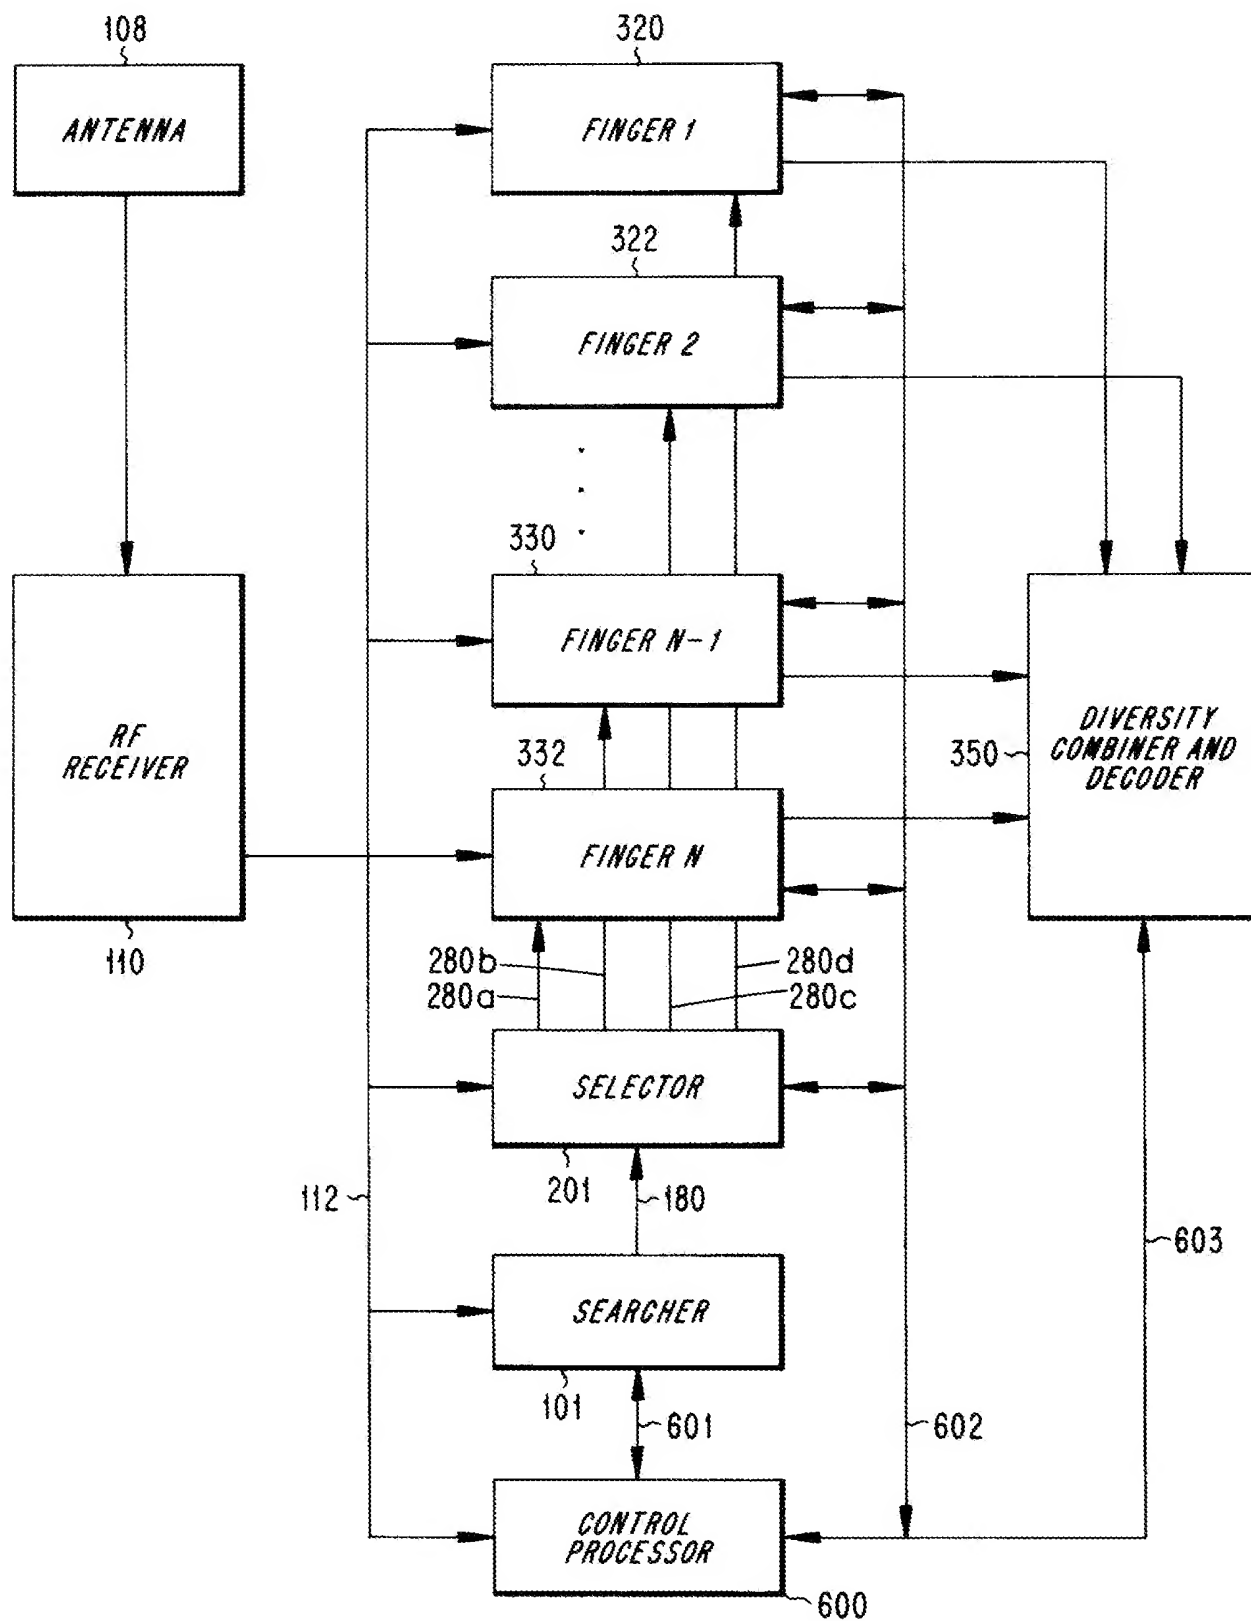 108
320
ANTENNA
FINGER 1
322
FINGER 2
. . .
330
FINGER N-1
RF
RECEIVER
332
350
DIVERSITY
COMBINER AND
DECODER
FINGER N
110
280b
280d
280a
280c
SELECTOR
201
112
180
603
SEARCHER
101
601
602
CONTROL
PROCESSOR
600